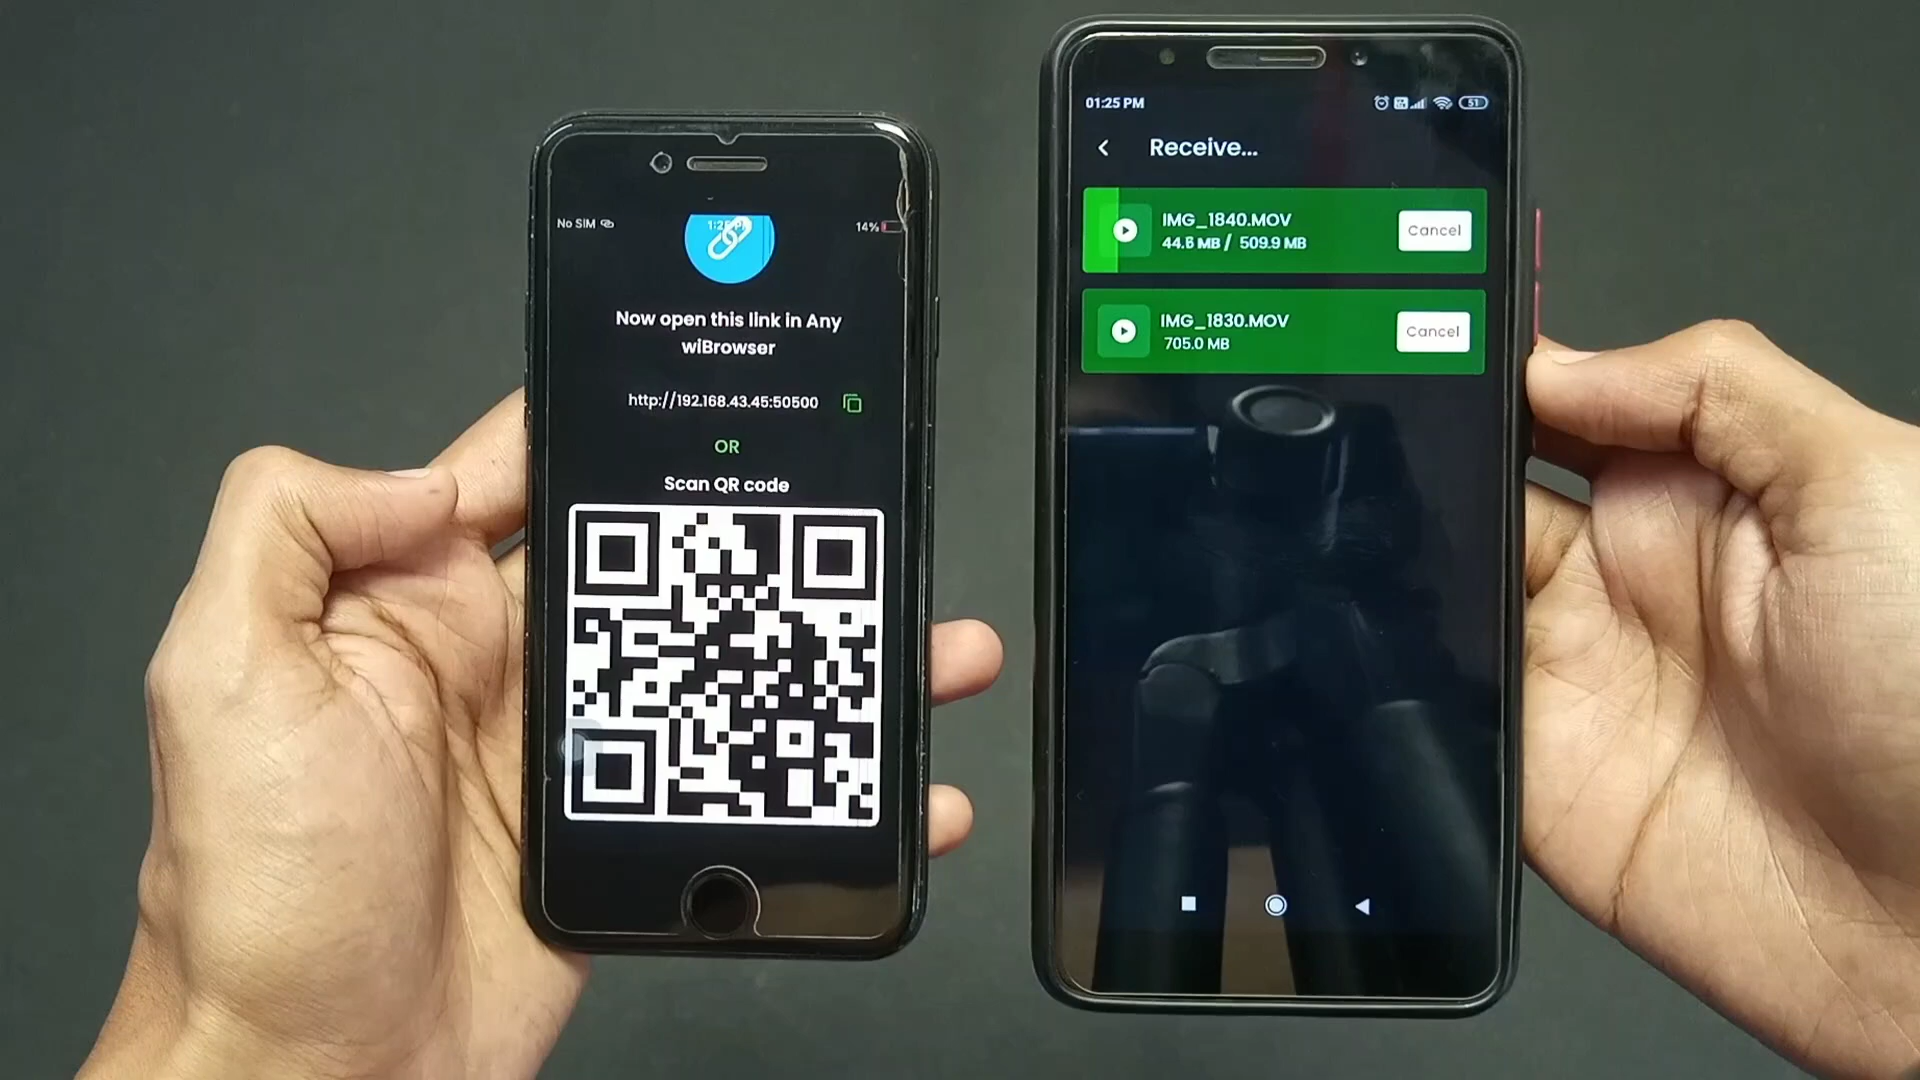 No SIM
14%
Now open this link in Any
wiBrowser
http://192.168.43.45:50500
OR
Scan QR code
01:25 PM
51
Receive...
IMG_1840.MOV
44.6 MB / 509.9 MB
Cancel
IMG_1830.MOV
705.0 MB
Cancel